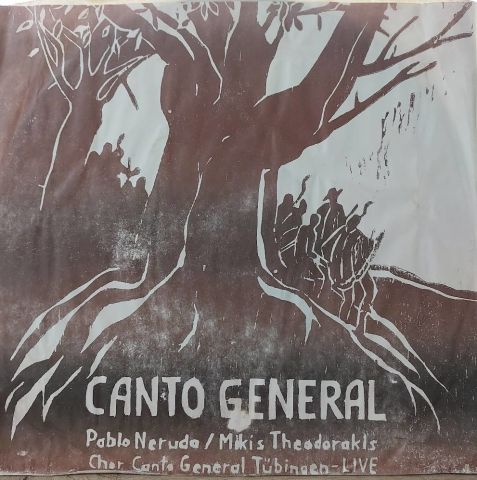 CANTO GENERAL
Pablo Neruda / Mikis Theodorakis
Chor Canto General Tübingen-LIVE